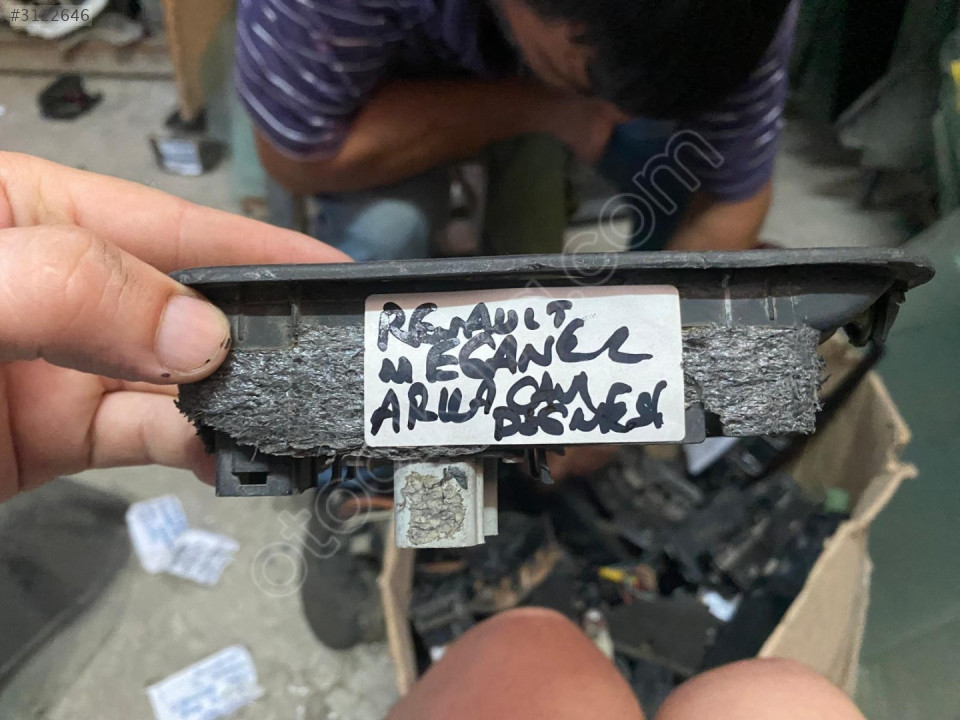 #3122646
RENAULT
MEGANE 2
ARKA CAM
DÜĞMESİ